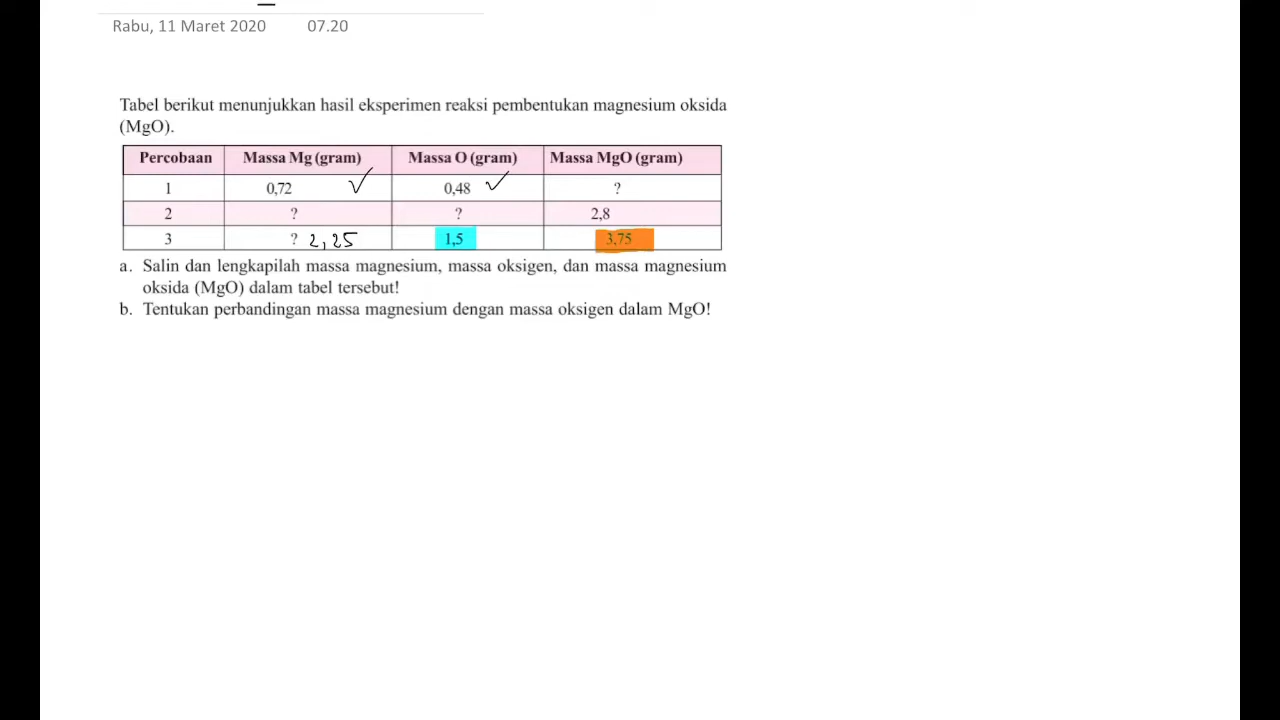 Rabu, 11 Maret 2020 07.20
Tabel berikut menunjukkan hasil eksperimen reaksi pembentukan magnesium oksida
(MgO).
Percobaan Massa Mg (gram) Massa O (gram) Massa MgO (gram)
1 0,72 ✓ 0,48 ✓ ?
2 ? ? 2,8
3 ? 2,25 1,5 3,75
a. Salin dan lengkapilah massa magnesium, massa oksigen, dan massa magnesium
oksida (MgO) dalam tabel tersebut!
b. Tentukan perbandingan massa magnesium dengan massa oksigen dalam MgO!